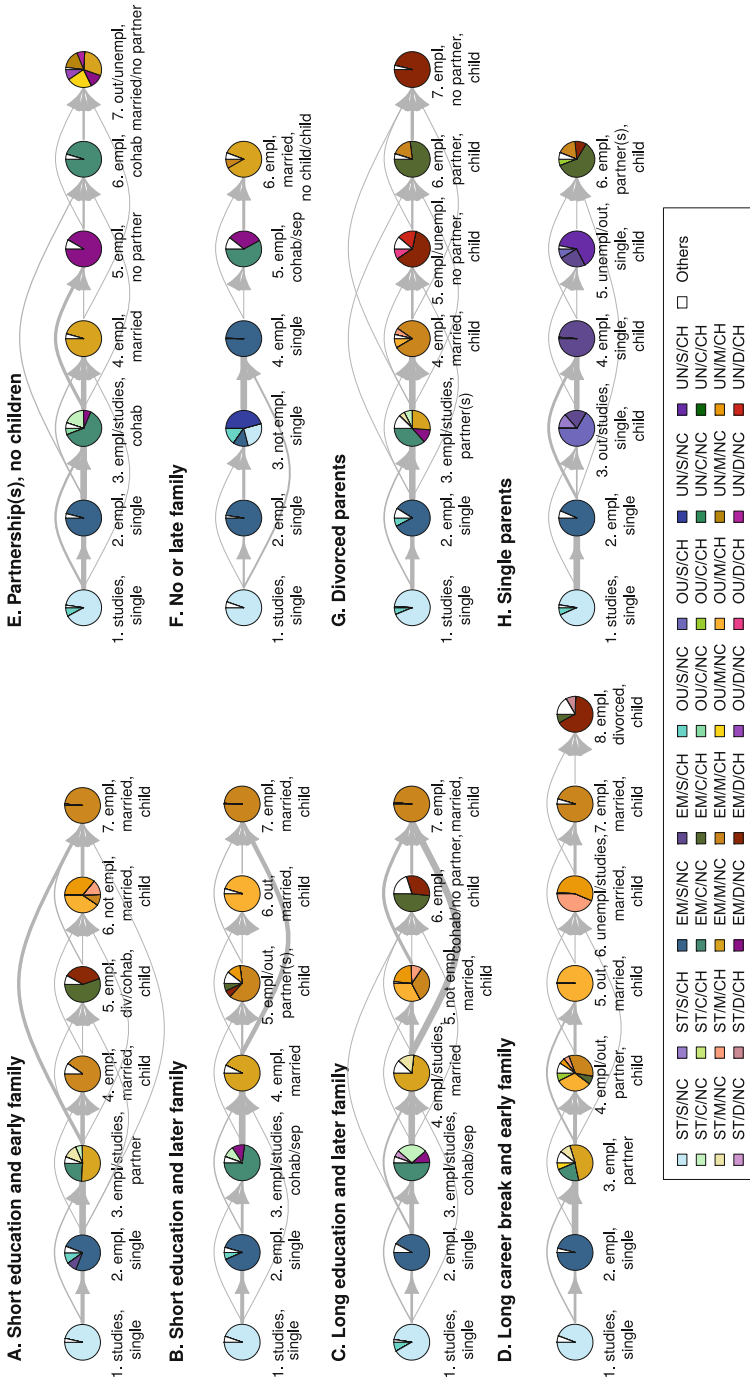 A. Short education and early family
1. studies,
single
2. empl,
single
3. empl/studies,
partner
4. empl,
married,
child
5. empl,
div/cohab,
child
6. not empl,
married,
child
7. empl,
married,
child
B. Short education and later family
1. studies,
single
2. empl,
single
3. empl/studies,
cohab/sep
4. empl,
married
5. empl/out,
partner(s),
child
6. out,
married,
child
7. empl,
married,
child
C. Long education and later family
1. studies,
single
2. empl,
single
3. empl/studies,
cohab/sep
4. empl/studies,
married
5. not empl,
married,
child
6. empl,
cohab/no partner,
child
7. empl,
married,
child
D. Long career break and early family
1. studies,
single
2. empl,
single
3. empl,
partner
4. empl/out,
partner,
child
5. out,
married,
child
6. unempl/studies,
married,
child
7. empl,
married,
child
8. empl,
divorced,
child
E. Partnership(s), no children
1. studies,
single
2. empl,
single
3. empl/studies,
cohab
4. empl,
married
5. empl,
no partner
6. empl,
cohab
7. out/unempl,
married/no partner
F. No or late family
1. studies,
single
2. empl,
single
3. not empl,
single
4. empl,
single
5. empl,
cohab/sep
6. empl,
married,
no child/child
G. Divorced parents
1. studies,
single
2. empl,
single
3. empl/studies,
partner(s)
4. empl,
married,
child
5. empl/unempl,
no partner,
child
6. empl,
partner,
child
7. empl,
no partner,
child
H. Single parents
1. studies,
single
2. empl,
single
3. out/studies,
single,
child
4. empl,
single,
child
5. unempl/out,
single,
child
6. empl,
partner(s),
child
ST/S/NC ST/S/CH EM/S/NC EM/S/CH OU/S/NC OU/S/CH UN/S/NC UN/S/CH Others
ST/C/NC ST/C/CH EM/C/NC EM/C/CH OU/C/NC OU/C/CH UN/C/NC UN/C/CH
ST/M/NC ST/M/CH EM/M/NC EM/M/CH OU/M/NC OU/M/CH UN/M/NC UN/M/CH
ST/D/NC ST/D/CH EM/D/NC EM/D/CH OU/D/NC OU/D/CH UN/D/NC UN/D/CH